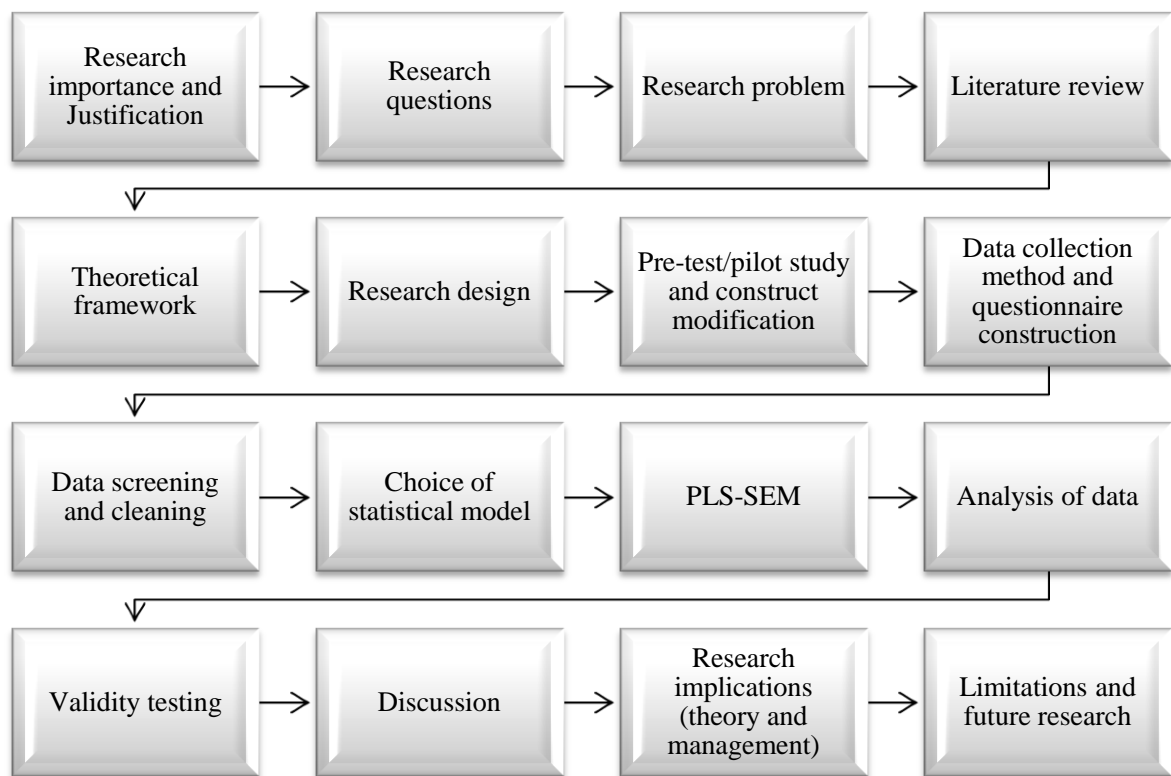 Research
importance and
Justification
Research
questions
Research problem
Literature review
Theoretical
framework
Research design
Pre-test/pilot study
and construct
modification
Data collection
method and
questionnaire
construction
Data screening
and cleaning
Choice of
statistical model
PLS-SEM
Analysis of data
Validity testing
Discussion
Research
implications
(theory and
management)
Limitations and
future research